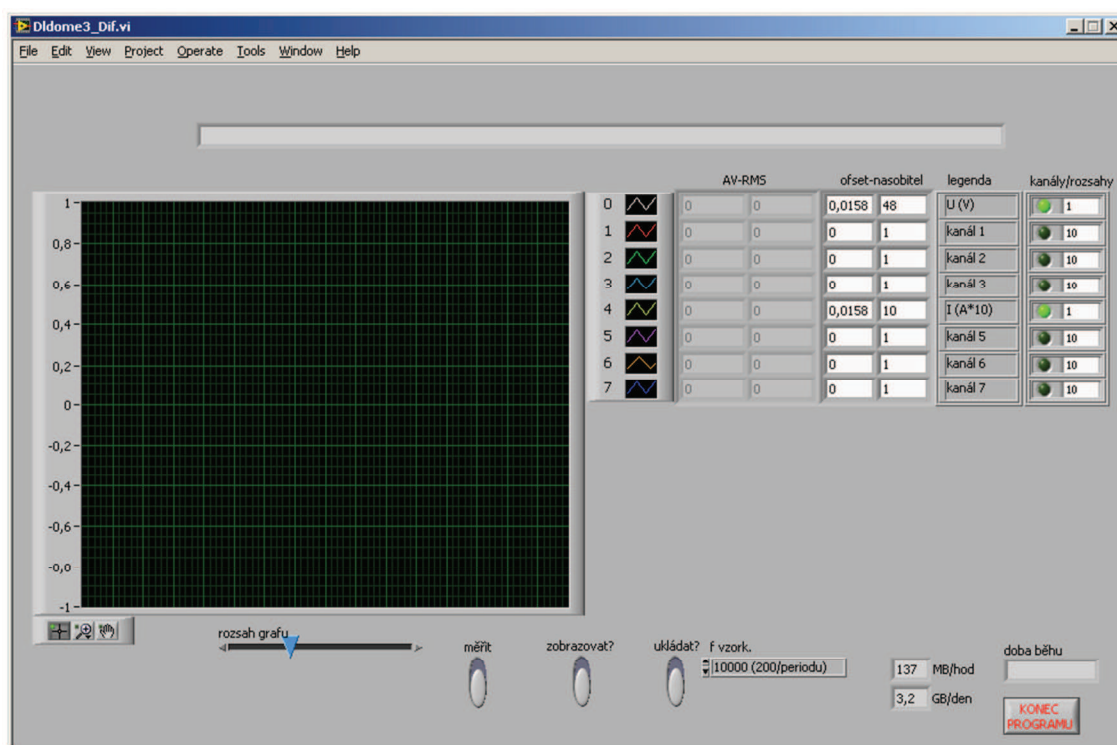 Dldome3_Dif.vi
File Edit View Project Operate Tools Window Help
AV-RMS ofset-nasobitel legenda kanály/rozsahy
0 0 0 0,0158 48 U (V) 1
1 0 0 0 1 kanál 1 10
2 0 0 0 1 kanál 2 10
3 0 0 0 1 kanál 3 10
4 0 0 0,0158 10 I (A*10) 1
5 0 0 0 1 kanál 5 10
6 0 0 0 1 kanál 6 10
7 0 0 0 1 kanál 7 10
1
0,8
0,6
0,4
0,2
0
-0,2
-0,4
-0,6
-0,0
-1
rozsah grafu
měřit
zobrazovat?
ukládat?
f vzork.
10000 (200/periodu)
137 MB/hod
3,2 GB/den
doba běhu
KONEC
PROGRAMU